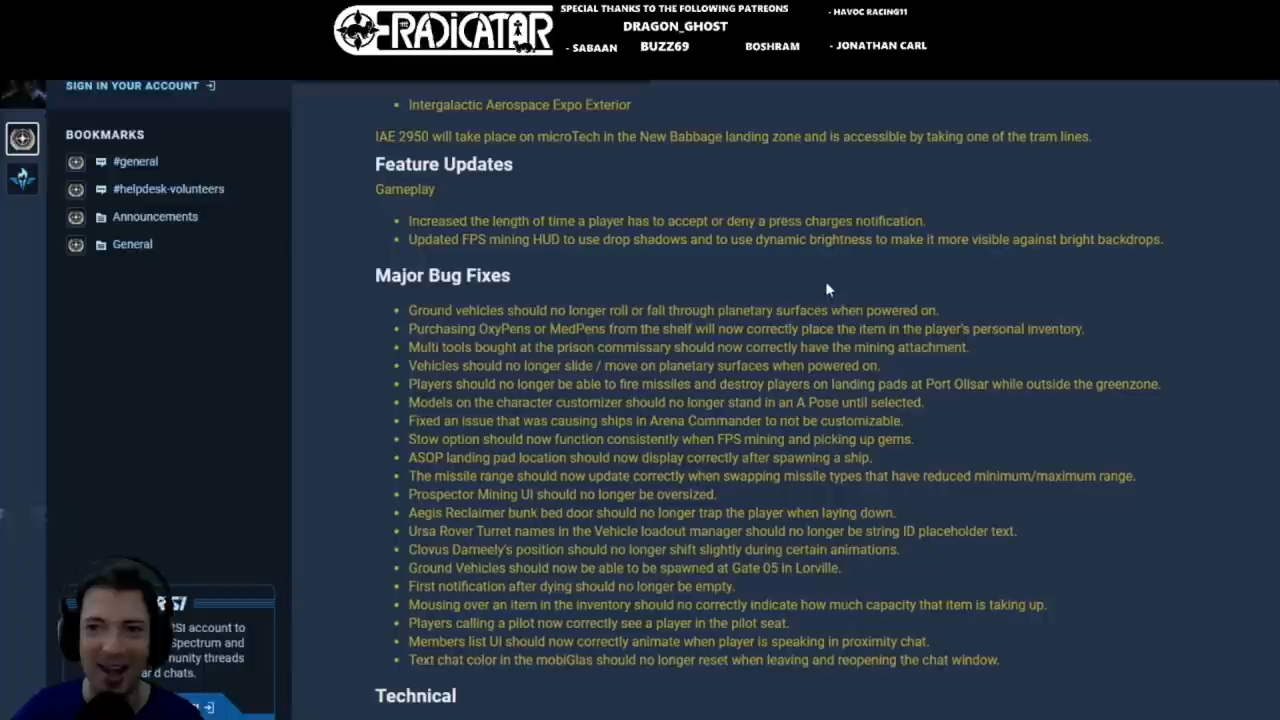 ERADICATOR
SPECIAL THANKS TO THE FOLLOWING PATREONS
DRAGON_GHOST
- SABAAN
BUZZ69
BOSHRAM
- HAVOC RACING11
- JONATHAN CARL
SIGN IN YOUR ACCOUNT
BOOKMARKS
#general
#helpdesk-volunteers
Announcements
General
RSI account to
Spectrum and
munity threads
ard chats.
• Intergalactic Aerospace Expo Exterior
IAE 2950 will take place on microTech in the New Babbage landing zone and is accessible by taking one of the tram lines.
Feature Updates
Gameplay
• Increased the length of time a player has to accept or deny a press charges notification.
• Updated FPS mining HUD to use drop shadows and to use dynamic brightness to make it more visible against bright backdrops.
Major Bug Fixes
• Ground vehicles should no longer roll or fall through planetary surfaces when powered on.
• Purchasing OxyPens or MedPens from the shelf will now correctly place the item in the player's personal inventory.
• Multi tools bought at the prison commissary should now correctly have the mining attachment.
• Vehicles should no longer slide / move on planetary surfaces when powered on.
• Players should no longer be able to fire missiles and destroy players on landing pads at Port Olisar while outside the greenzone.
• Models on the character customizer should no longer stand in an A Pose until selected.
• Fixed an issue that was causing ships in Arena Commander to not be customizable.
• Stow option should now function consistently when FPS mining and picking up gems.
• ASOP landing pad location should now display correctly after spawning a ship.
• The missile range should now update correctly when swapping missile types that have reduced minimum/maximum range.
• Prospector Mining UI should no longer be oversized.
• Aegis Reclaimer bunk bed door should no longer trap the player when laying down.
• Ursa Rover Turret names in the Vehicle loadout manager should no longer be string ID placeholder text.
• Clovus Darneely's position should no longer shift slightly during certain animations.
• Ground Vehicles should now be able to be spawned at Gate 05 in Lorville.
• First notification after dying should no longer be empty.
• Mousing over an item in the inventory should no correctly indicate how much capacity that item is taking up.
• Players calling a pilot now correctly see a player in the pilot seat.
• Members list UI should now correctly animate when player is speaking in proximity chat.
• Text chat color in the mobiGlas should no longer reset when leaving and reopening the chat window.
Technical